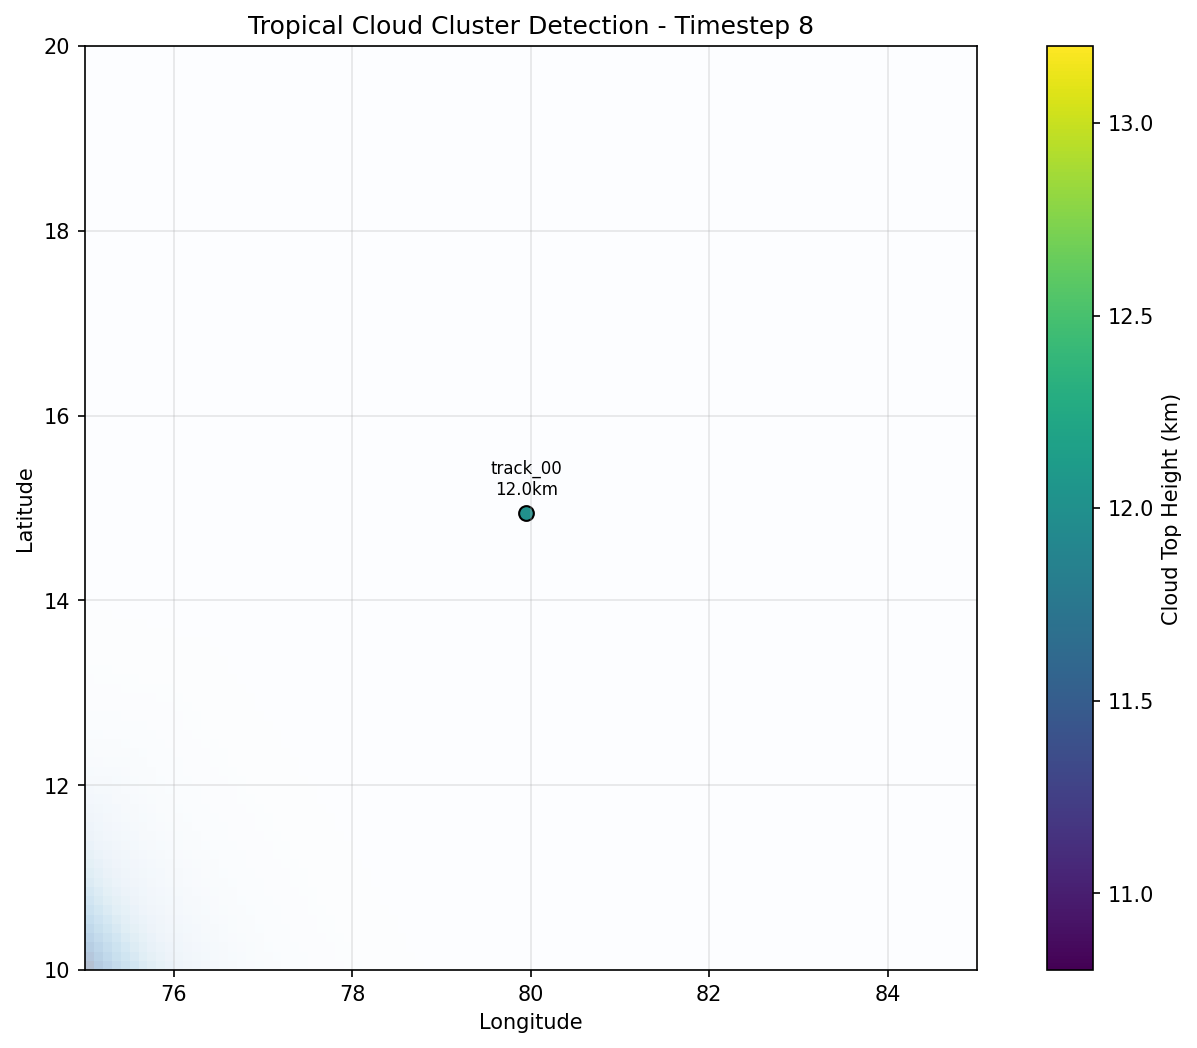 Tropical Cloud Cluster Detection - Timestep 8
20
18
16
14
12
10
Latitude
track_00
12.0km
76
78
80
82
84
Longitude
13.0
12.5
12.0
11.5
11.0
Cloud Top Height (km)